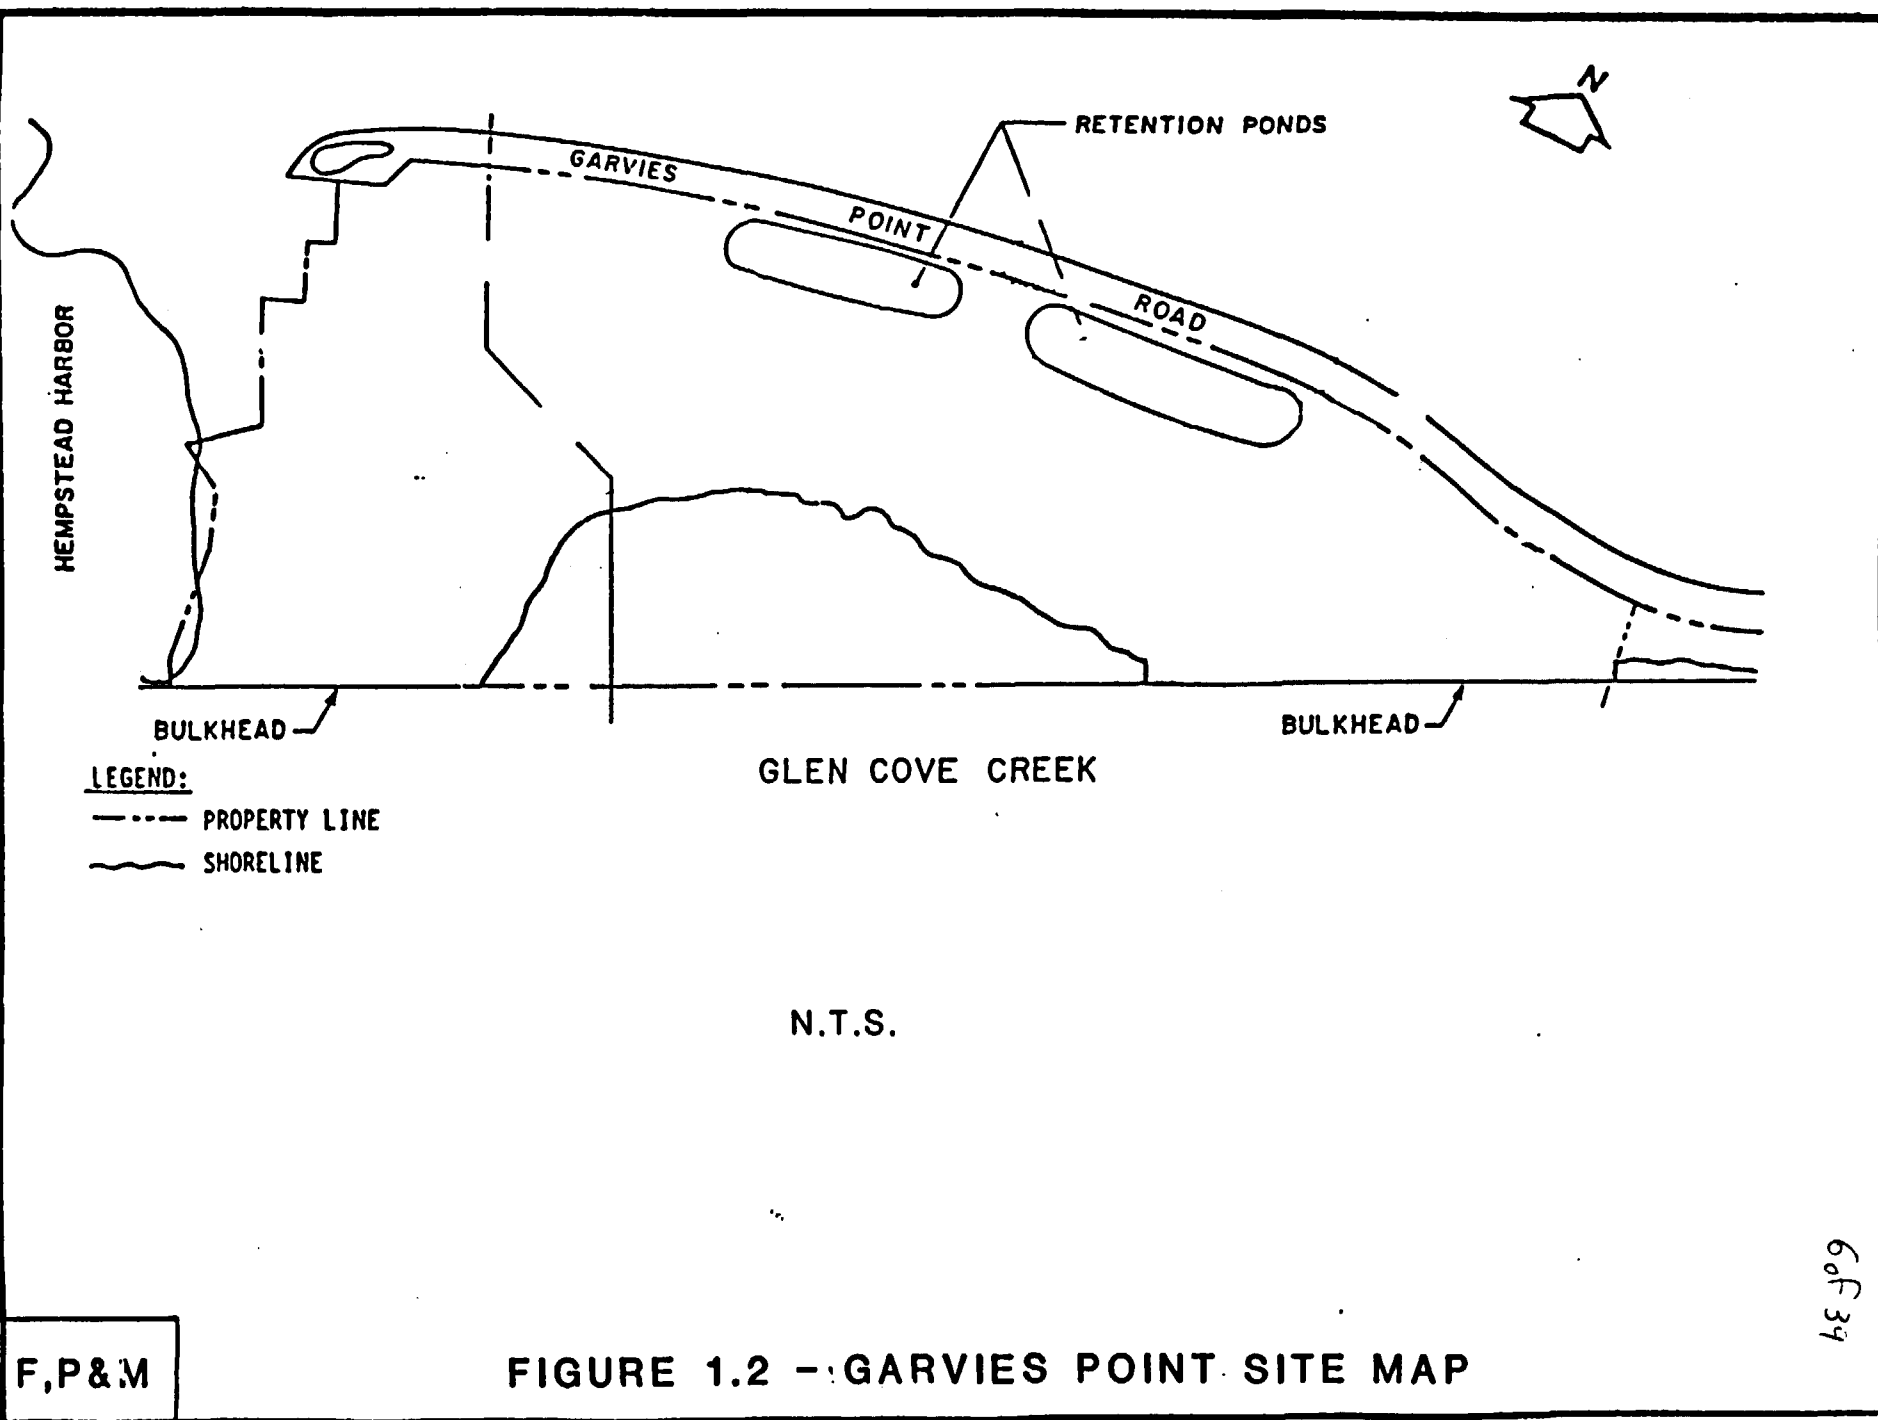 N
RETENTION PONDS
GARVIES POINT ROAD
HEMPSTEAD HARBOR
BULKHEAD
BULKHEAD
GLEN COVE CREEK
LEGEND:
PROPERTY LINE
SHORELINE
N.T.S.
6 of 34
F,P&M
FIGURE 1.2 - GARVIES POINT SITE MAP